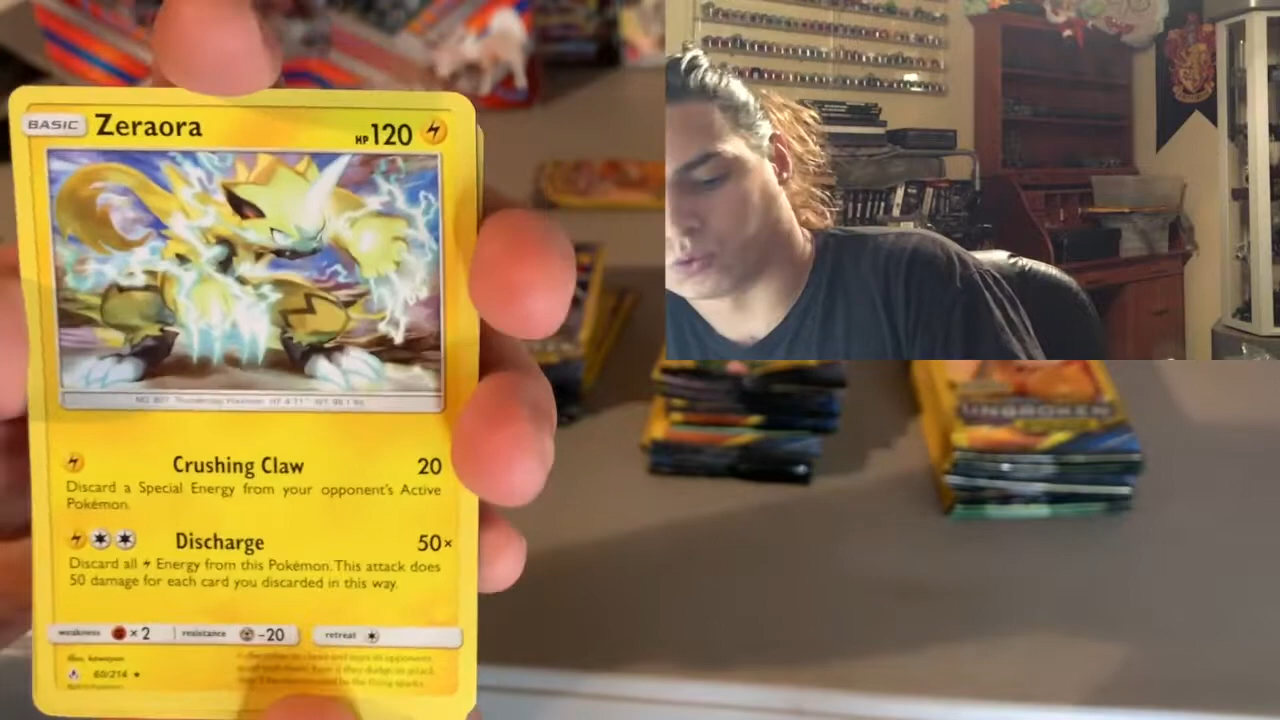 BASIC Zeraora HP 120
Crushing Claw 20
Discard a Special Energy from your opponent's Active
Pokémon.
Discharge 50×
Discard all Energy from this Pokémon. This attack does
50 damage for each card you discarded in this way.
weakness × 2 resistance -20 retreat
60/214
UNBROKEN